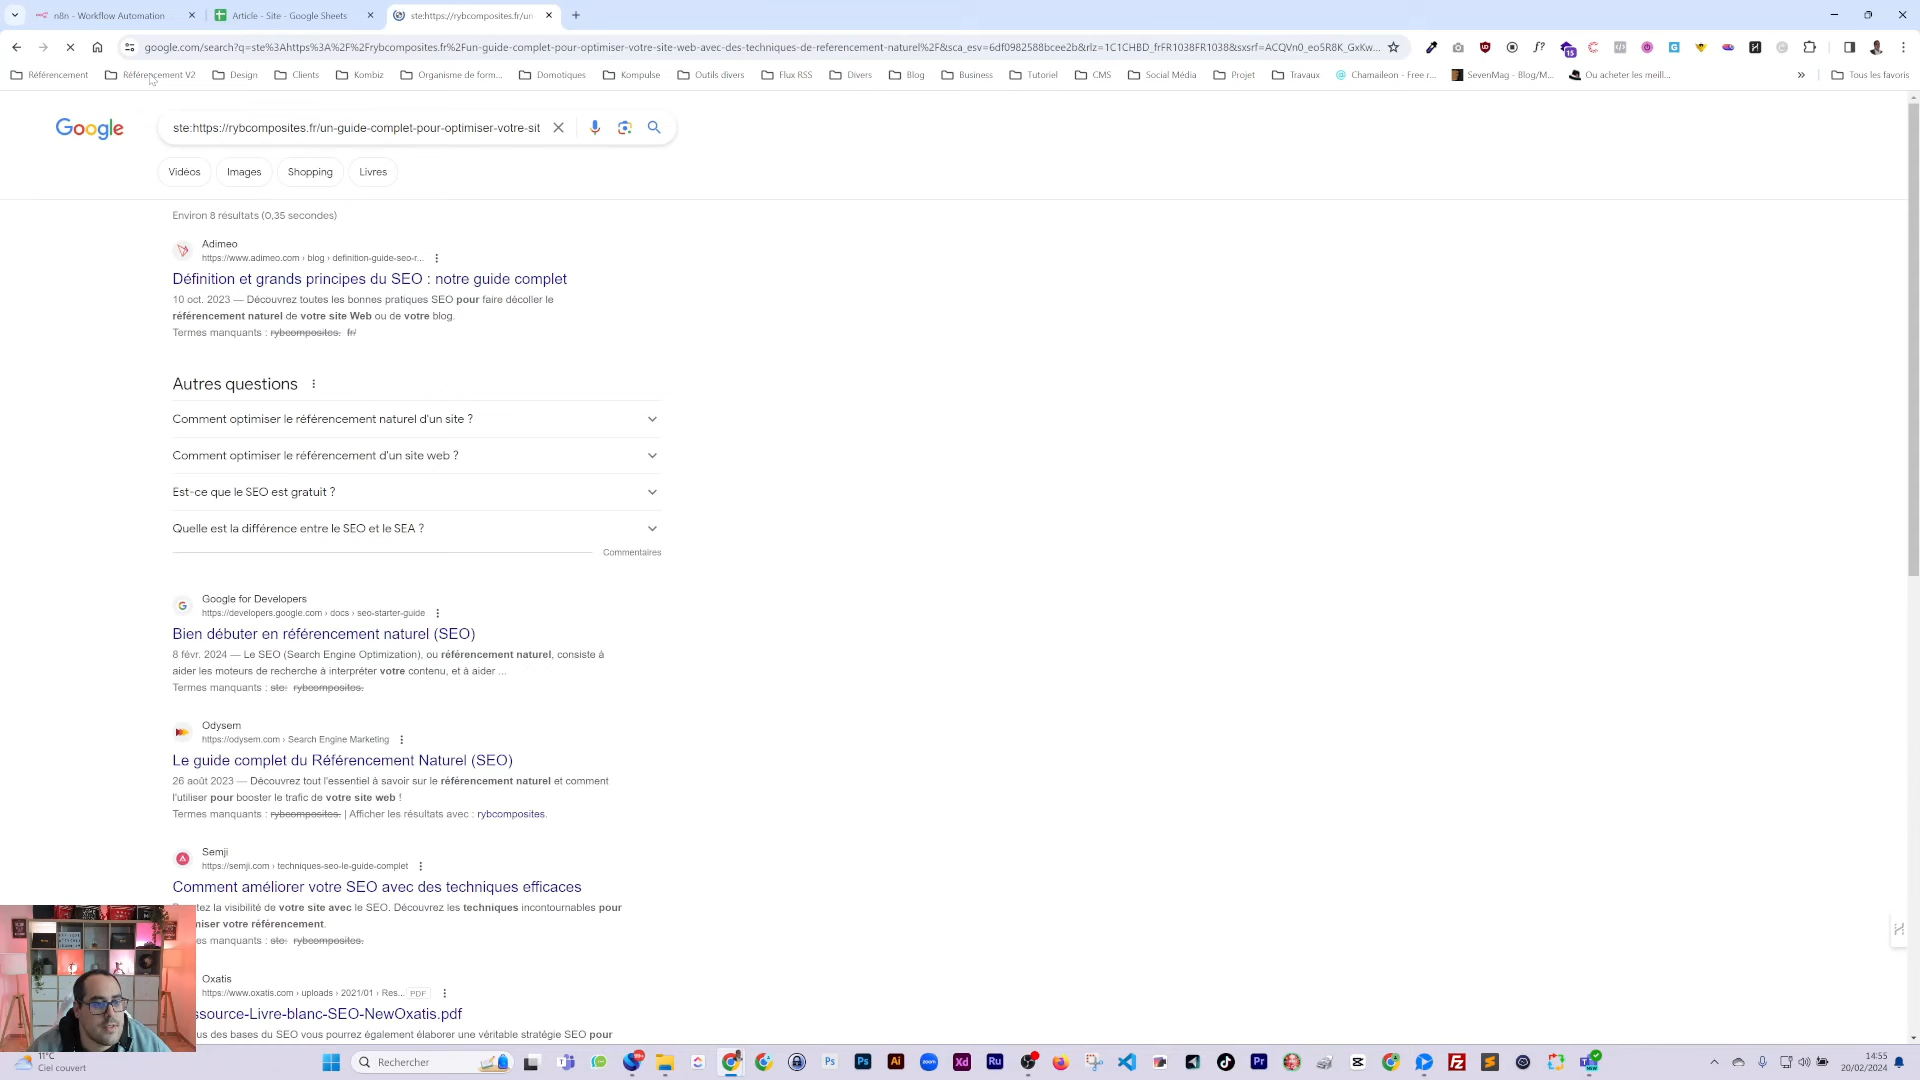 n8n - Workflow Automation
Article - Site - Google Sheets
ste:https://rybcomposites.fr/un
google.com/search?q=ste%3Ahttps%3A%2F%2Frybcomposites.fr%2Fun-guide-complet-pour-optimiser-votre-site-web-avec-des-techniques-de-referencement-naturel%2F&sca_esv=6df0982588bcee2b&rlz=1C1CHBD_frFR1038FR1038&sxsrf=ACQVn0_eo5R8K_GxKw...
Référencement
Référencement V2
Design
Clients
Kombiz
Organisme de form...
Domotiques
Kompulse
Outils divers
Flux RSS
Divers
Blog
Business
Tutoriel
CMS
Social Média
Projet
Travaux
Chamaileon - Free r...
SevenMag - Blog/M...
Ou acheter les meill...
»
Tous les favoris
Google
ste:https://rybcomposites.fr/un-guide-complet-pour-optimiser-votre-sit
Vidéos
Images
Shopping
Livres
Environ 8 résultats (0,35 secondes)
Adimeo
https://www.adimeo.com › blog › definition-guide-seo-r...
Définition et grands principes du SEO : notre guide complet
10 oct. 2023 — Découvrez toutes les bonnes pratiques SEO pour faire décoller le
référencement naturel de votre site Web ou de votre blog.
Termes manquants : rybcomposites. fr/
Autres questions
Comment optimiser le référencement naturel d'un site ?
Comment optimiser le référencement d'un site web ?
Est-ce que le SEO est gratuit ?
Quelle est la différence entre le SEO et le SEA ?
Commentaires
Google for Developers
https://developers.google.com › docs › seo-starter-guide
Bien débuter en référencement naturel (SEO)
8 févr. 2024 — Le SEO (Search Engine Optimization), ou référencement naturel, consiste à
aider les moteurs de recherche à interpréter votre contenu, et à aider ...
Termes manquants : ste: rybcomposites.
Odysem
https://odysem.com › Search Engine Marketing
Le guide complet du Référencement Naturel (SEO)
26 août 2023 — Découvrez tout l'essentiel à savoir sur le référencement naturel et comment
l'utiliser pour booster le trafic de votre site web !
Termes manquants : rybcomposites. | Afficher les résultats avec : rybcomposites.
Semji
https://semji.com › techniques-seo-le-guide-complet
Comment améliorer votre SEO avec des techniques efficaces
tez la visibilité de votre site avec le SEO. Découvrez les techniques incontournables pour
miser votre référencement.
es manquants : ste: rybcomposites.
Oxatis
https://www.oxatis.com › uploads › 2021/01 › Res... PDF
ssource-Livre-blanc-SEO-NewOxatis.pdf
us des bases du SEO vous pourrez également élaborer une véritable stratégie SEO pour
11°C
Ciel couvert
Rechercher
14:55
20/02/2024